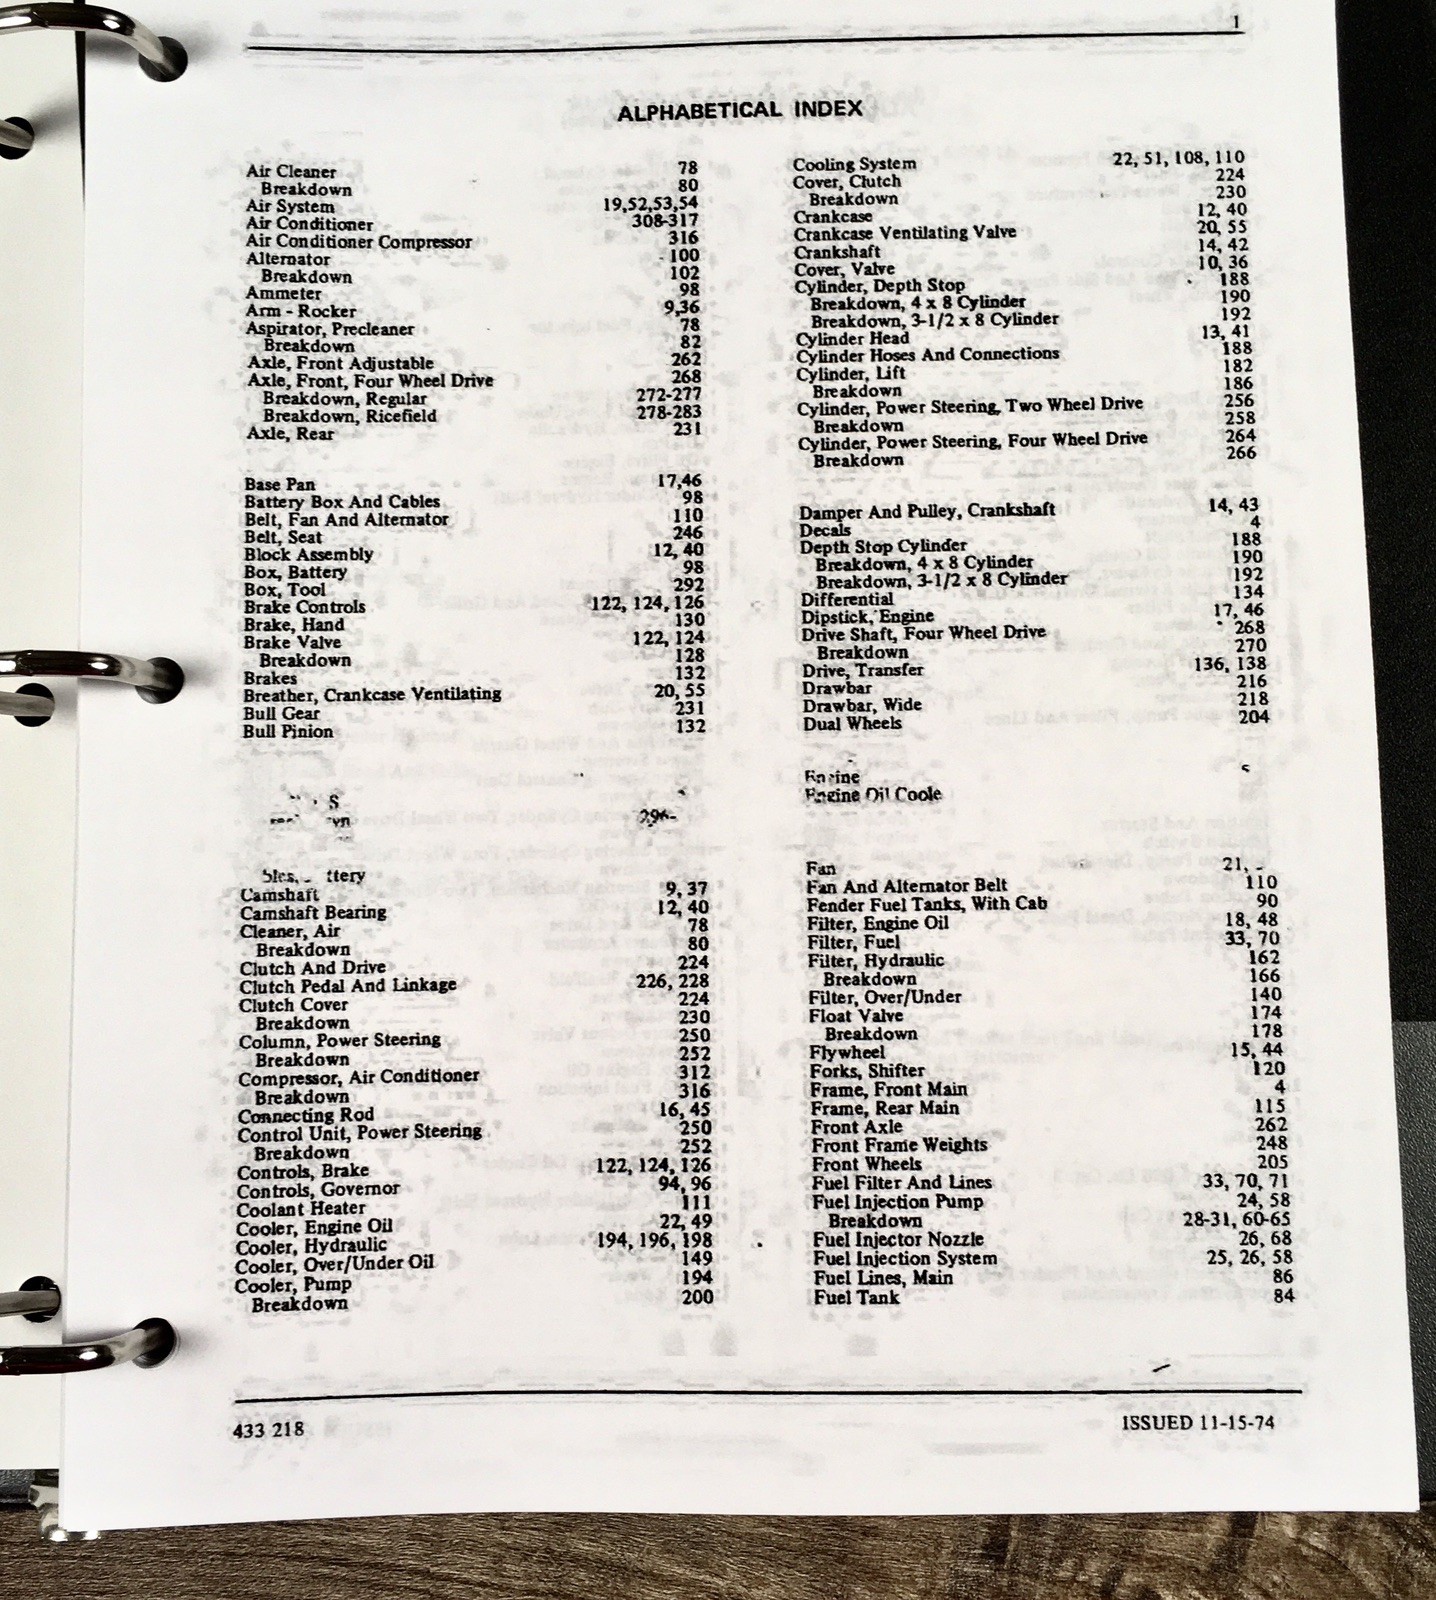 1
ALPHABETICAL INDEX
Air Cleaner 78
Breakdown 80
Air System 19,52,53,54
Air Conditioner 308-317
Air Conditioner Compressor 316
Alternator 100
Breakdown 102
Ammeter 98
Arm - Rocker 9,36
Aspirator, Precleaner 78
Breakdown 82
Axle, Front Adjustable 262
Axle, Front, Four Wheel Drive 268
Breakdown, Regular 272-277
Breakdown, Ricefield 278-283
Axle, Rear 231
Base Pan 17,46
Battery Box And Cables 98
Belt, Fan And Alternator 110
Belt, Seat 246
Block Assembly 12, 40
Box, Battery 98
Box, Tool 292
Brake Controls 122, 124, 126
Brake, Hand 130
Brake Valve 122, 124
Breakdown 128
Brakes 132
Breather, Crankcase Ventilating 20, 55
Bull Gear 231
Bull Pinion 132
296-
Camshaft 9, 37
Camshaft Bearing 12, 40
Cleaner, Air 78
Breakdown 80
Clutch And Drive 224
Clutch Pedal And Linkage 226, 228
Clutch Cover 224
Breakdown 230
Column, Power Steering 250
Breakdown 252
Compressor, Air Conditioner 312
Breakdown 316
Connecting Rod 16, 45
Control Unit, Power Steering 250
Breakdown 252
Controls, Brake 122, 124, 126
Controls, Governor 94, 96
Coolant Heater 111
Cooler, Engine Oil 22, 49
Cooler, Hydraulic 194, 196, 198
Cooler, Over/Under Oil 149
Cooler, Pump 194
Breakdown 200
Cooling System 22, 51, 108, 110
Cover, Clutch 224
Breakdown 230
Crankcase 12, 40
Crankcase Ventilating Valve 20, 55
Crankshaft 14, 42
Cover, Valve 10, 36
Cylinder, Depth Stop 188
Breakdown, 4 x 8 Cylinder 190
Breakdown, 3-1/2 x 8 Cylinder 192
Cylinder Head 13, 41
Cylinder Hoses And Connections 188
Cylinder, Lift 182
Breakdown 186
Cylinder, Power Steering, Two Wheel Drive 256
Breakdown 258
Cylinder, Power Steering, Four Wheel Drive 264
Breakdown 266
Damper And Pulley, Crankshaft 14, 43
Decals 4
Depth Stop Cylinder 188
Breakdown, 4 x 8 Cylinder 190
Breakdown, 3-1/2 x 8 Cylinder 192
Differential 134
Dipstick, Engine 17, 46
Drive Shaft, Four Wheel Drive 268
Breakdown 270
Drive, Transfer 136, 138
Drawbar 216
Drawbar, Wide 218
Dual Wheels 204
Engine
Engine Oil Coole
Fan 21,
Fan And Alternator Belt 110
Fender Fuel Tanks, With Cab 90
Filter, Engine Oil 18, 48
Filter, Fuel 33, 70
Filter, Hydraulic 162
Breakdown 166
Filter, Over/Under 140
Float Valve 174
Breakdown 178
Flywheel 15, 44
Forks, Shifter 120
Frame, Front Main 4
Frame, Rear Main 115
Front Axle 262
Front Frame Weights 248
Front Wheels 205
Fuel Filter And Lines 33, 70, 71
Fuel Injection Pump 24, 58
Breakdown 28-31, 60-65
Fuel Injector Nozzle 26, 68
Fuel Injection System 25, 26, 58
Fuel Lines, Main 86
Fuel Tank 84
433 218
ISSUED 11-15-74